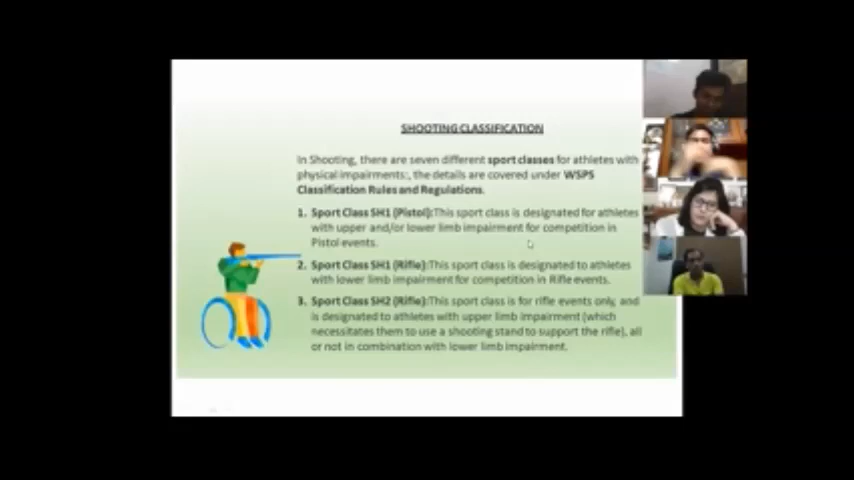 SHOOTING CLASSIFICATION
In Shooting, there are seven different sport classes for athletes with
physical impairments:, the details are covered under WSPS
Classification Rules and Regulations.
1. Sport Class SH1 (Pistol):This sport class is designated for athletes
with upper and/or lower limb impairment for competition in
Pistol events.
2. Sport Class SH1 (Rifle):This sport class is designated to athletes
with lower limb impairment for competition in Rifle events.
3. Sport Class SH2 (Rifle):This sport class is for rifle events only, and
is designated to athletes with upper limb impairment (which
necessitates them to use a shooting stand to support the rifle), all
or not in combination with lower limb impairment.